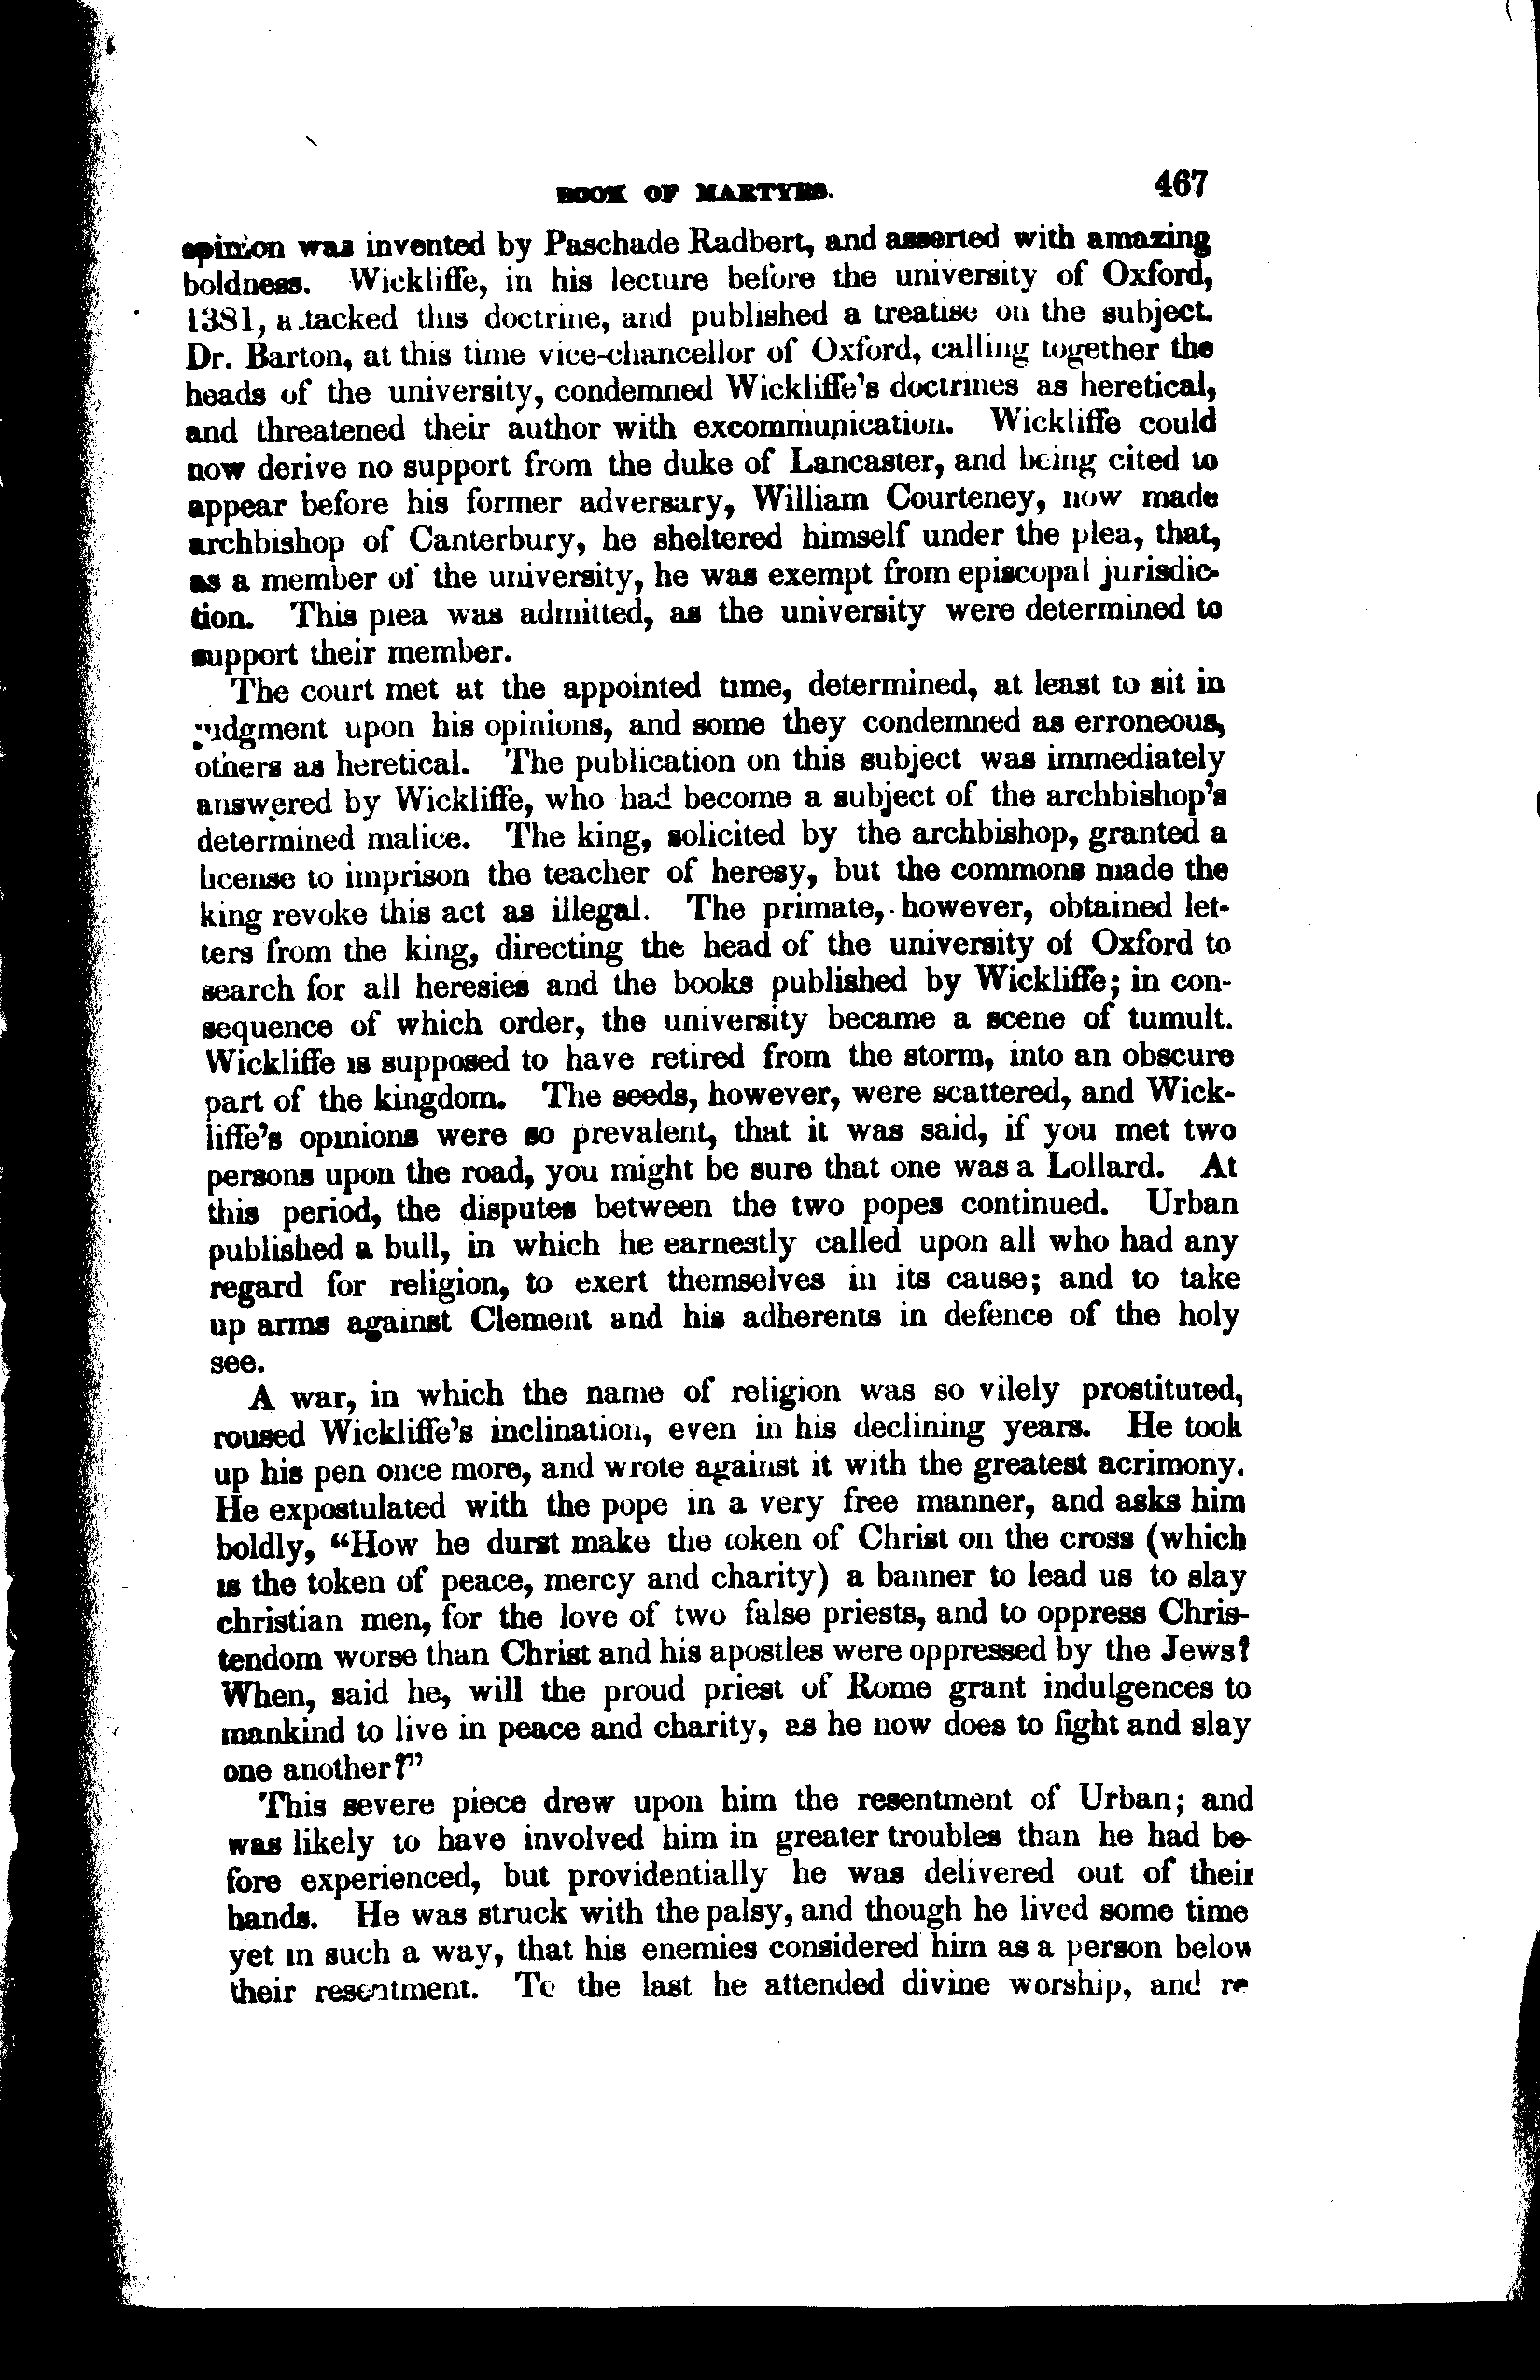 BOOK OF MARTYRS. 467
opinion was invented by Paschade Radbert, and asserted with amazing
boldness. Wickliffe, in his lecture before the university of Oxford,
1381, attacked this doctrine, and published a treatise on the subject.
Dr. Barton, at this time vice-chancellor of Oxford, calling together the
heads of the university, condemned Wickliffe's doctrines as heretical,
and threatened their author with excommunication. Wickliffe could
now derive no support from the duke of Lancaster, and being cited to
appear before his former adversary, William Courteney, now made
archbishop of Canterbury, he sheltered himself under the plea, that,
as a member of the university, he was exempt from episcopal jurisdic-
tion. This plea was admitted, as the university were determined to
support their member.
The court met at the appointed time, determined, at least to sit in
judgment upon his opinions, and some they condemned as erroneous,
others as heretical. The publication on this subject was immediately
answered by Wickliffe, who had become a subject of the archbishop's
determined malice. The king, solicited by the archbishop, granted a
license to imprison the teacher of heresy, but the commons made the
king revoke this act as illegal. The primate, however, obtained let-
ters from the king, directing the head of the university of Oxford to
search for all heresies and the books published by Wickliffe; in con-
sequence of which order, the university became a scene of tumult.
Wickliffe is supposed to have retired from the storm, into an obscure
part of the kingdom. The seeds, however, were scattered, and Wick-
liffe's opinions were so prevalent, that it was said, if you met two
persons upon the road, you might be sure that one was a Lollard. At
this period, the disputes between the two popes continued. Urban
published a bull, in which he earnestly called upon all who had any
regard for religion, to exert themselves in its cause; and to take
up arms against Clement and his adherents in defence of the holy
see.
A war, in which the name of religion was so vilely prostituted,
roused Wickliffe's inclination, even in his declining years. He took
up his pen once more, and wrote against it with the greatest acrimony.
He expostulated with the pope in a very free manner, and asks him
boldly, "How he durst make the token of Christ on the cross (which
is the token of peace, mercy and charity) a banner to lead us to slay
christian men, for the love of two false priests, and to oppress Chris-
tendom worse than Christ and his apostles were oppressed by the Jews?
When, said he, will the proud priest of Rome grant indulgences to
mankind to live in peace and charity, as he now does to fight and slay
one another?"
This severe piece drew upon him the resentment of Urban; and
was likely to have involved him in greater troubles than he had be-
fore experienced, but providentially he was delivered out of their
hands. He was struck with the palsy, and though he lived some time
yet in such a way, that his enemies considered him as a person below
their resentment. To the last he attended divine worship, and re